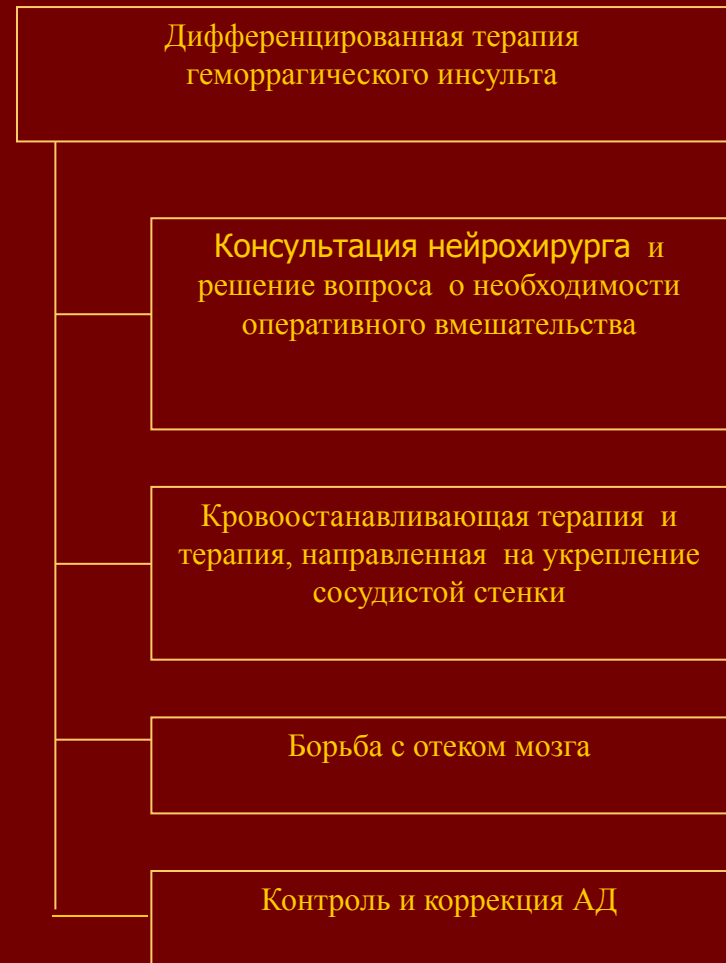 Дифференцированная терапия
геморрагического инсульта
Консультация нейрохирурга и
решение вопроса о необходимости
оперативного вмешательства
Кровоостанавливающая терапия и
терапия, направленная на укрепление
сосудистой стенки
Борьба с отеком мозга
Контроль и коррекция АД